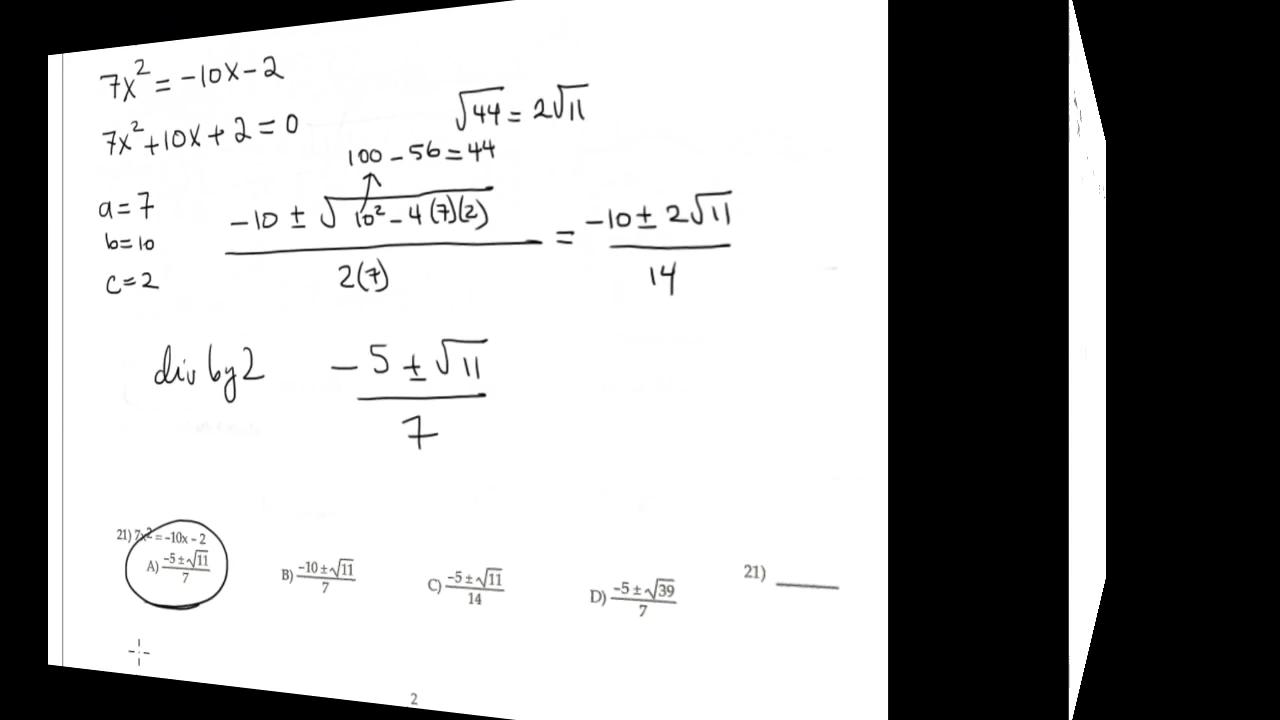 7x² = -10x - 2
√44 = 2√11
7x² + 10x + 2 = 0
100 - 56 = 44
a = 7
b = 10
c = 2
-10 ± √10² - 4(7)(2) = -10 ± 2√11
2(7) 14
div by 2 -5 ± √11
7
21) 7x² = -10x - 2
A) -5 ± √11 / 7 B) -10 ± √11 / 7 C) -5 ± √11 / 14 D) -5 ± √39 / 7 21) ______
2